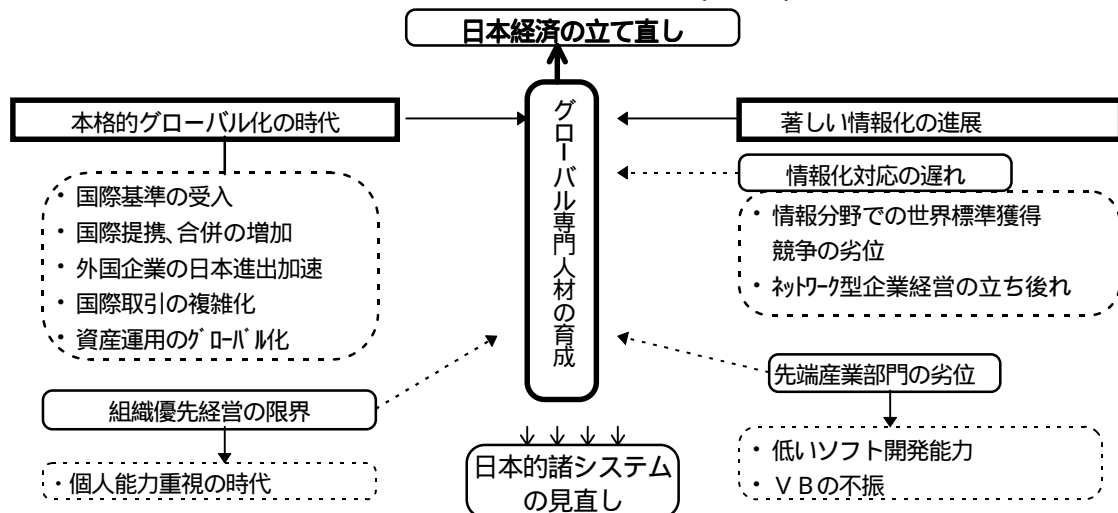 日本経済の立て直し
本格的グローバル化の時代
・ 国際基準の受入
・ 国際提携、合併の増加
・ 外国企業の日本進出加速
・ 国際取引の複雑化
・ 資産運用のｸﾞﾛｰﾊﾞﾙ化
組織優先経営の限界
・個人能力重視の時代
グローバル専門人材の育成
日本的諸システム
の見直し
著しい情報化の進展
情報化対応の遅れ
・ 情報分野での世界標準獲得
競争の劣位
・ ﾈｯﾄﾜｰｸ型企業経営の立ち後れ
先端産業部門の劣位
・ 低いソフト開発能力
・ ＶＢの不振